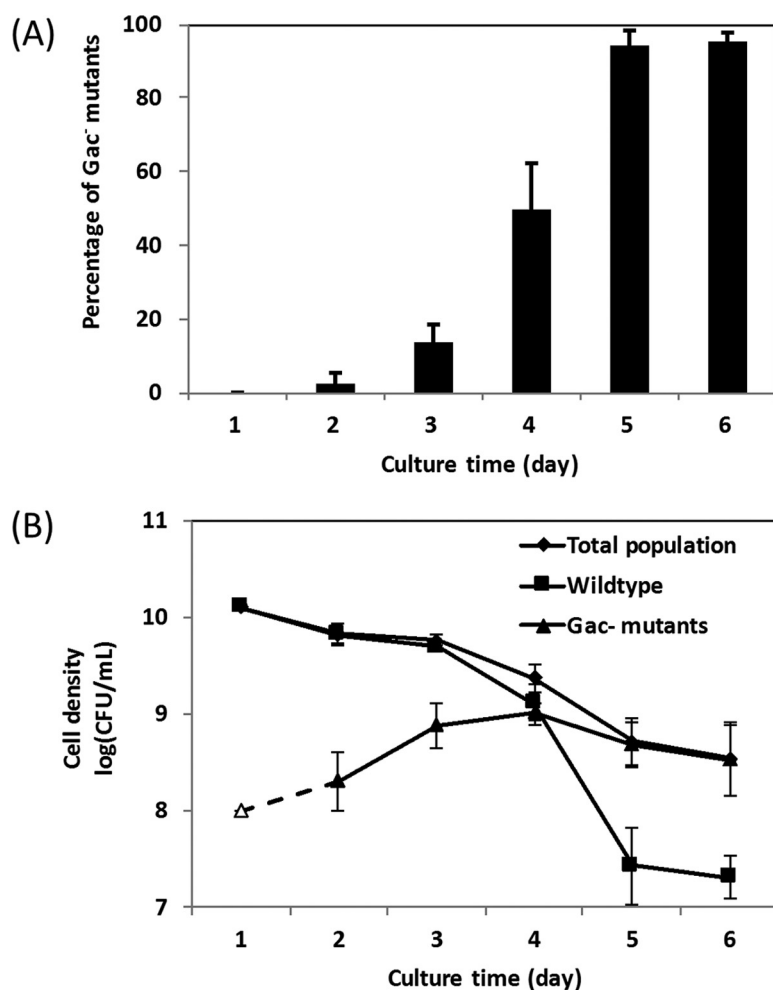 (A)
Percentage of Gac⁻ mutants
100
80
60
40
20
0
1 2 3 4 5 6
Culture time (day)
(B)
Cell density
log(CFU/mL)
11
10
9
8
7
Total population
Wildtype
Gac- mutants
1 2 3 4 5 6
Culture time (day)